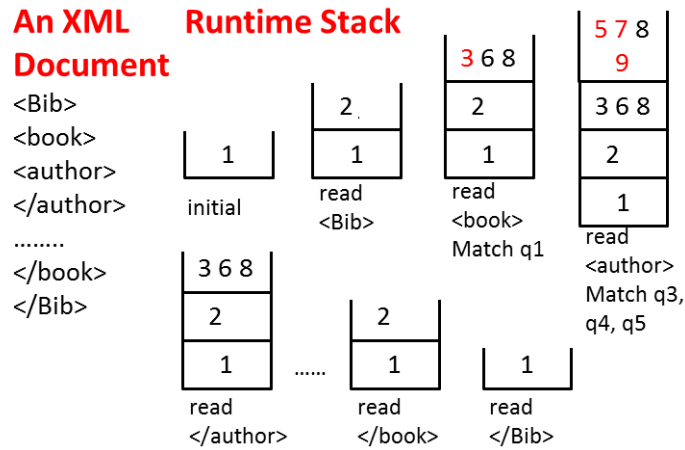 An XML Document
Runtime Stack
<Bib>
<book>
<author>
</author>
........
</book>
</Bib>
1
initial
2
1
read
<Bib>
3 6 8
2
1
read
<book>
Match q1
5 7 8
9
3 6 8
2
1
read
<author>
Match q3,
q4, q5
3 6 8
2
1
read
</author>
......
2
1
read
</book>
1
read
</Bib>